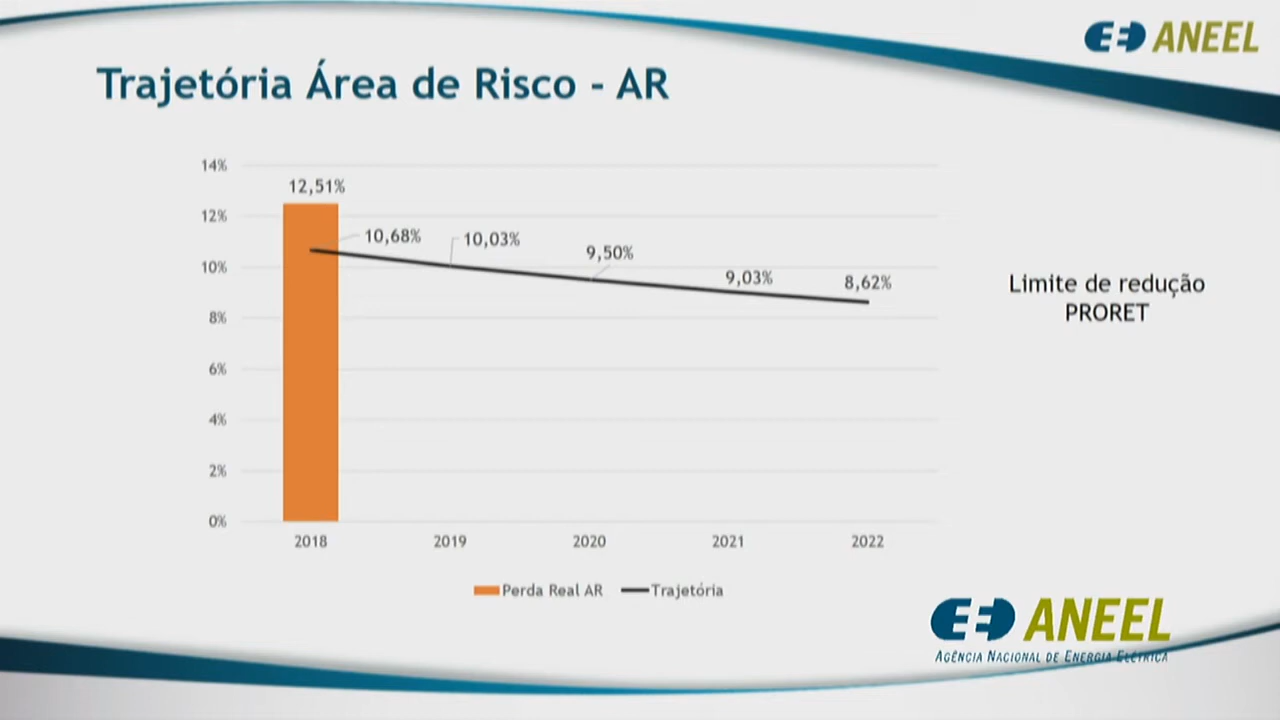 ANEEL
Trajetória Área de Risco - AR
14%
12%
10%
8%
6%
4%
2%
0%
12,51%
10,68%
10,03%
9,50%
9,03%
8,62%
2018
2019
2020
2021
2022
Perda Real AR
Trajetória
Limite de redução
PRORET
ANEEL
AGÊNCIA NACIONAL DE ENERGIA ELÉTRICA